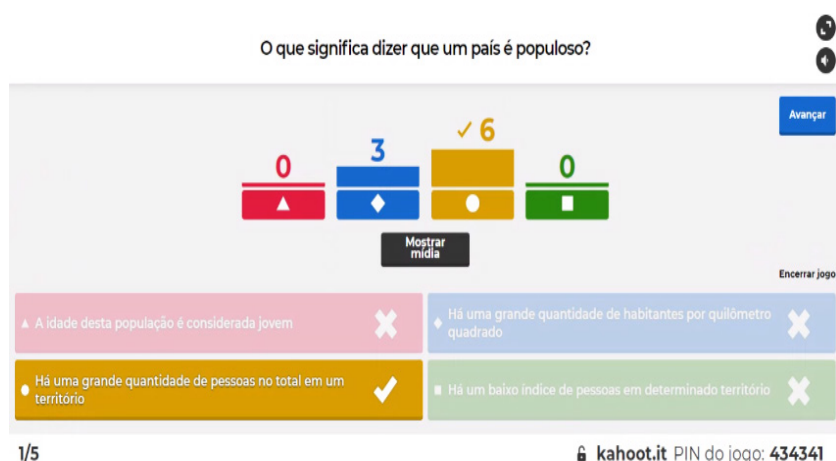 O que significa dizer que um país é populoso?
Avançar
0
3
6
0
Mostrar
mídia
Encerrar jogo
A idade desta população é considerada jovem
Há uma grande quantidade de habitantes por quilômetro
quadrado
Há uma grande quantidade de pessoas no total em um
território
Há um baixo índice de pessoas em determinado território
1/5
kahoot.it PIN do jogo: 434341